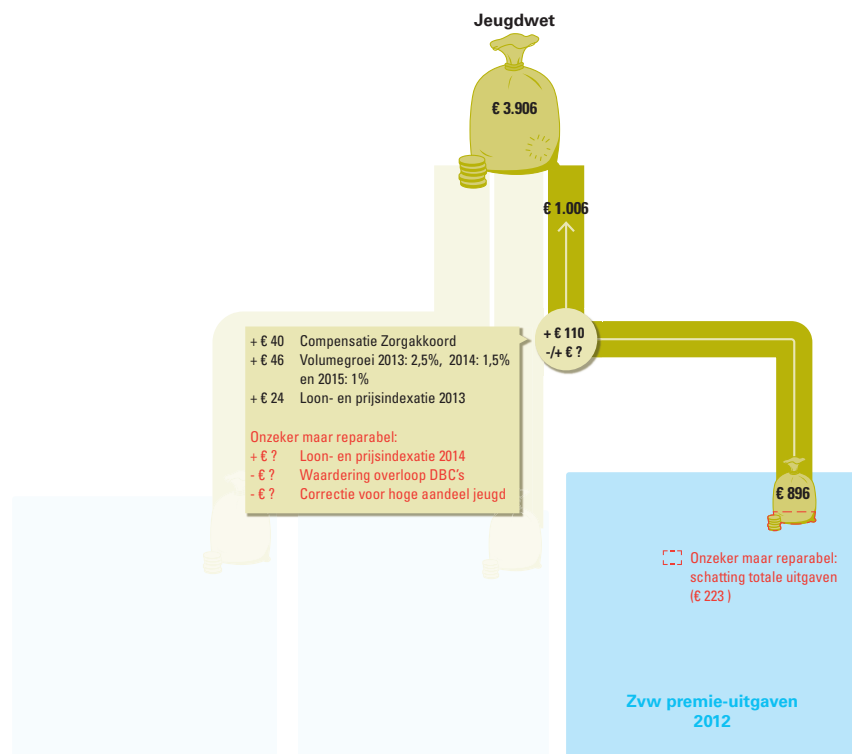 Jeugdwet
€ 3.906
€ 1.006
+ € 110
-/+ € ?
+ € 40 Compensatie Zorgakkoord
+ € 46 Volumegroei 2013: 2,5%, 2014: 1,5%
en 2015: 1%
+ € 24 Loon- en prijsindexatie 2013
Onzeker maar reparabel:
+ € ? Loon- en prijsindexatie 2014
- € ? Waardering overloop DBC's
- € ? Correctie voor hoge aandeel jeugd
€ 896
Onzeker maar reparabel:
schatting totale uitgaven
(€ 223 )
Zvw premie-uitgaven
2012